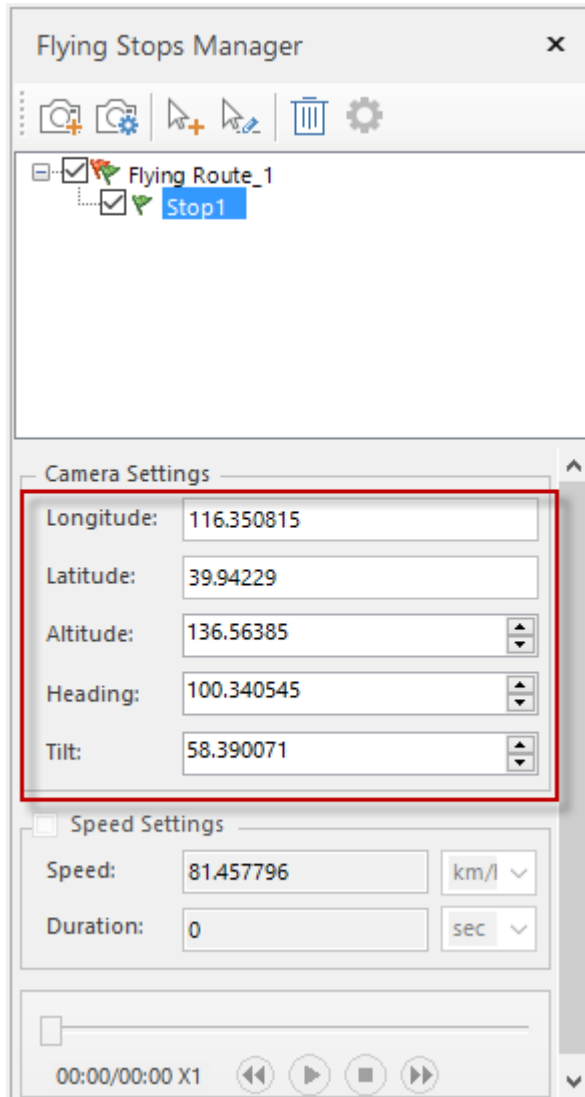 Flying Stops Manager
Flying Route_1
Stop1
Camera Settings
Longitude: 116.350815
Latitude: 39.94229
Altitude: 136.56385
Heading: 100.340545
Tilt: 58.390071
Speed Settings
Speed: 81.457796 km/l
Duration: 0 sec
00:00/00:00 X1